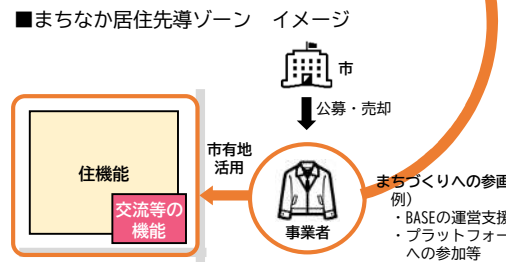 ■まちなか居住先導ゾーン　イメージ
市
公募・売却
市有地
活用
住機能
交流等の
機能
事業者
まちづくりへの参画
例）
・BASEの運営支援
・プラットフォー
への参加等